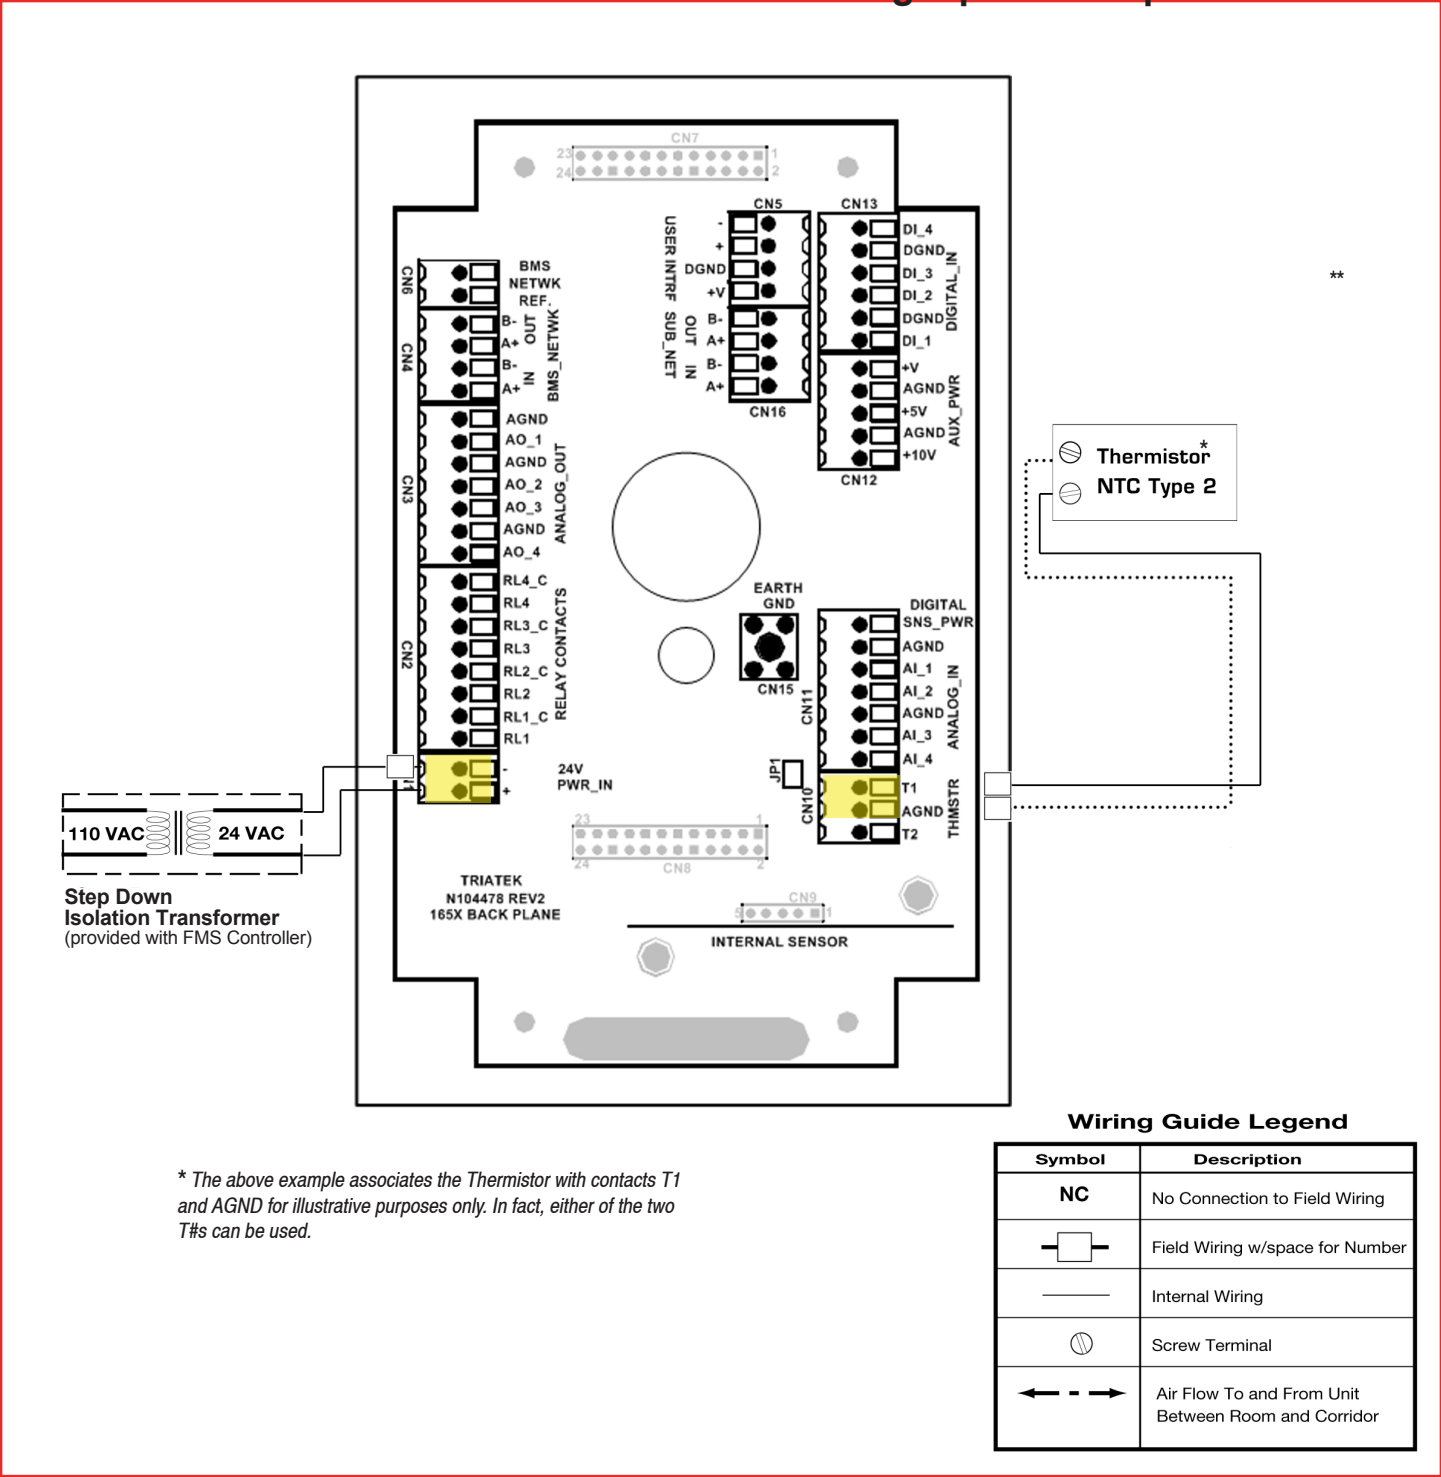 CN7
23
1
24
2
CN5
CN13
-
+
DGND
+V
USER INTRF
DI_4
DGND
DI_3
DI_2
DGND
DI_1
DIGITAL_IN
**
CN6
BMS
NETWK
REF.
CN4
B-
A+
B-
A+
OUT
IN
BMS_NETWK
SUB_NET
OUT
IN
B-
A+
B-
A+
CN16
+V
AGND
+5V
AGND
+10V
AUX_PWR
CN12
CN3
AGND
AO_1
AGND
AO_2
AO_3
AGND
AO_4
ANALOG_OUT
Thermistor*
NTC Type 2
CN2
RL4_C
RL4
RL3_C
RL3
RL2_C
RL2
RL1_C
RL1
RELAY CONTACTS
EARTH
GND
CN15
DIGITAL
SNS_PWR
AGND
AI_1
AI_2
AGND
AI_3
AI_4
CN11
ANALOG_IN
-
+
24V
PWR_IN
JP1
CN10
T1
AGND
T2
THMSTR
110 VAC
24 VAC
Step Down
Isolation Transformer
(provided with FMS Controller)
23
1
24
2
CN8
TRIATEK
N104478 REV2
165X BACK PLANE
CN9
5
1
INTERNAL SENSOR
* The above example associates the Thermistor with contacts T1
and AGND for illustrative purposes only. In fact, either of the two
T#s can be used.
Wiring Guide Legend
Symbol
Description
NC
No Connection to Field Wiring
Field Wiring w/space for Number
Internal Wiring
Screw Terminal
Air Flow To and From Unit
Between Room and Corridor